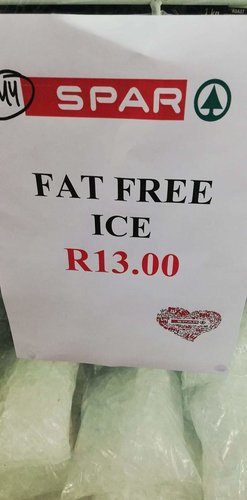 MY SPAR
FAT FREE
ICE
R13.00